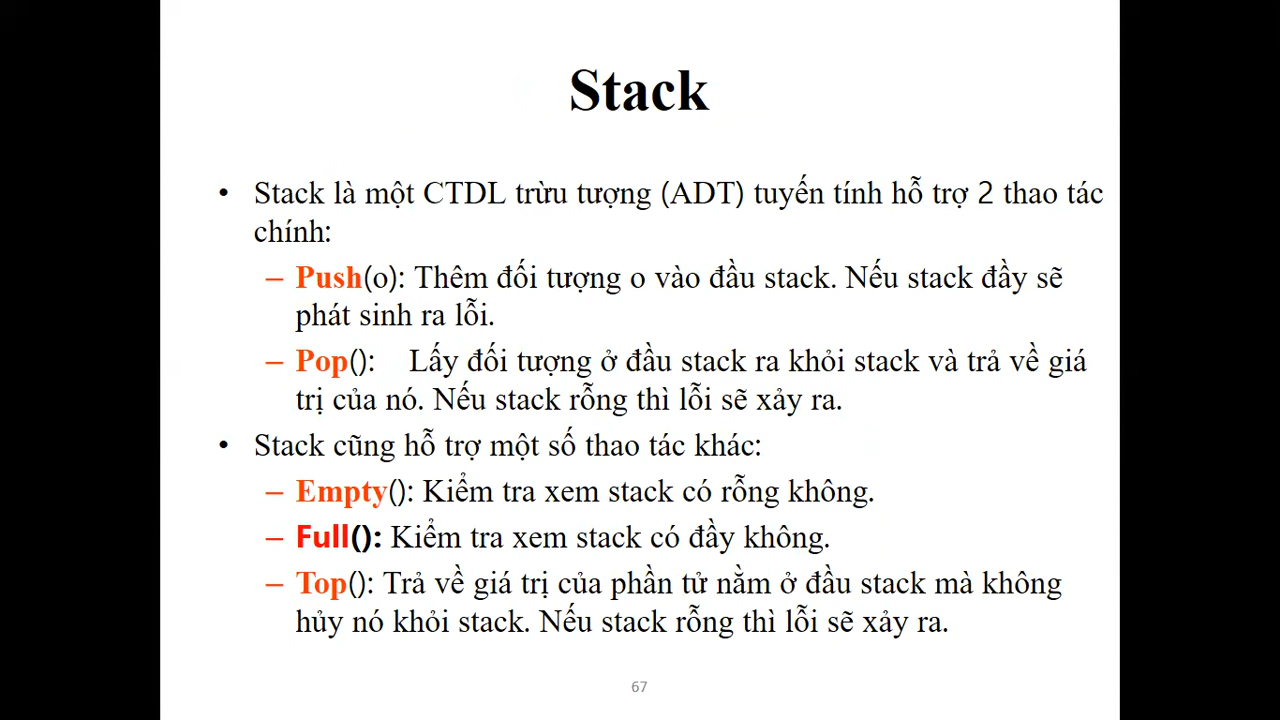 Stack
• Stack là một CTDL trừu tượng (ADT) tuyến tính hỗ trợ 2 thao tác
chính:
– Push(o): Thêm đối tượng o vào đầu stack. Nếu stack đầy sẽ
phát sinh ra lỗi.
– Pop(): Lấy đối tượng ở đầu stack ra khỏi stack và trả về giá
trị của nó. Nếu stack rỗng thì lỗi sẽ xảy ra.
• Stack cũng hỗ trợ một số thao tác khác:
– Empty(): Kiểm tra xem stack có rỗng không.
– Full(): Kiểm tra xem stack có đầy không.
– Top(): Trả về giá trị của phần tử nằm ở đầu stack mà không
hủy nó khỏi stack. Nếu stack rỗng thì lỗi sẽ xảy ra.
67